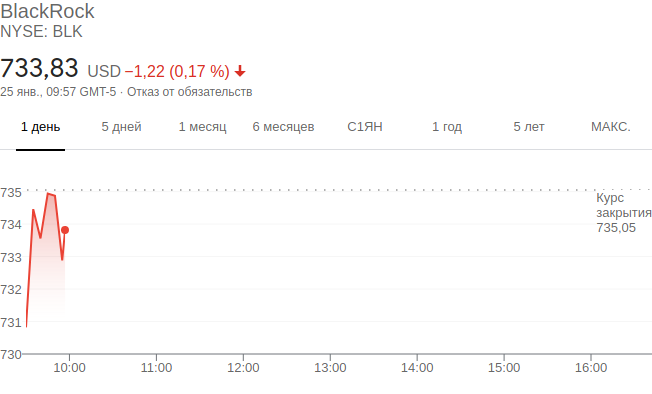 BlackRock
NYSE: BLK
733,83 USD −1,22 (0,17 %)
25 янв., 09:57 GMT-5 · Отказ от обязательств
1 день 5 дней 1 месяц 6 месяцев С1ЯН 1 год 5 лет МАКС.
735
Курс
закрытия
735,05
734
733
732
731
730
10:00 11:00 12:00 13:00 14:00 15:00 16:00